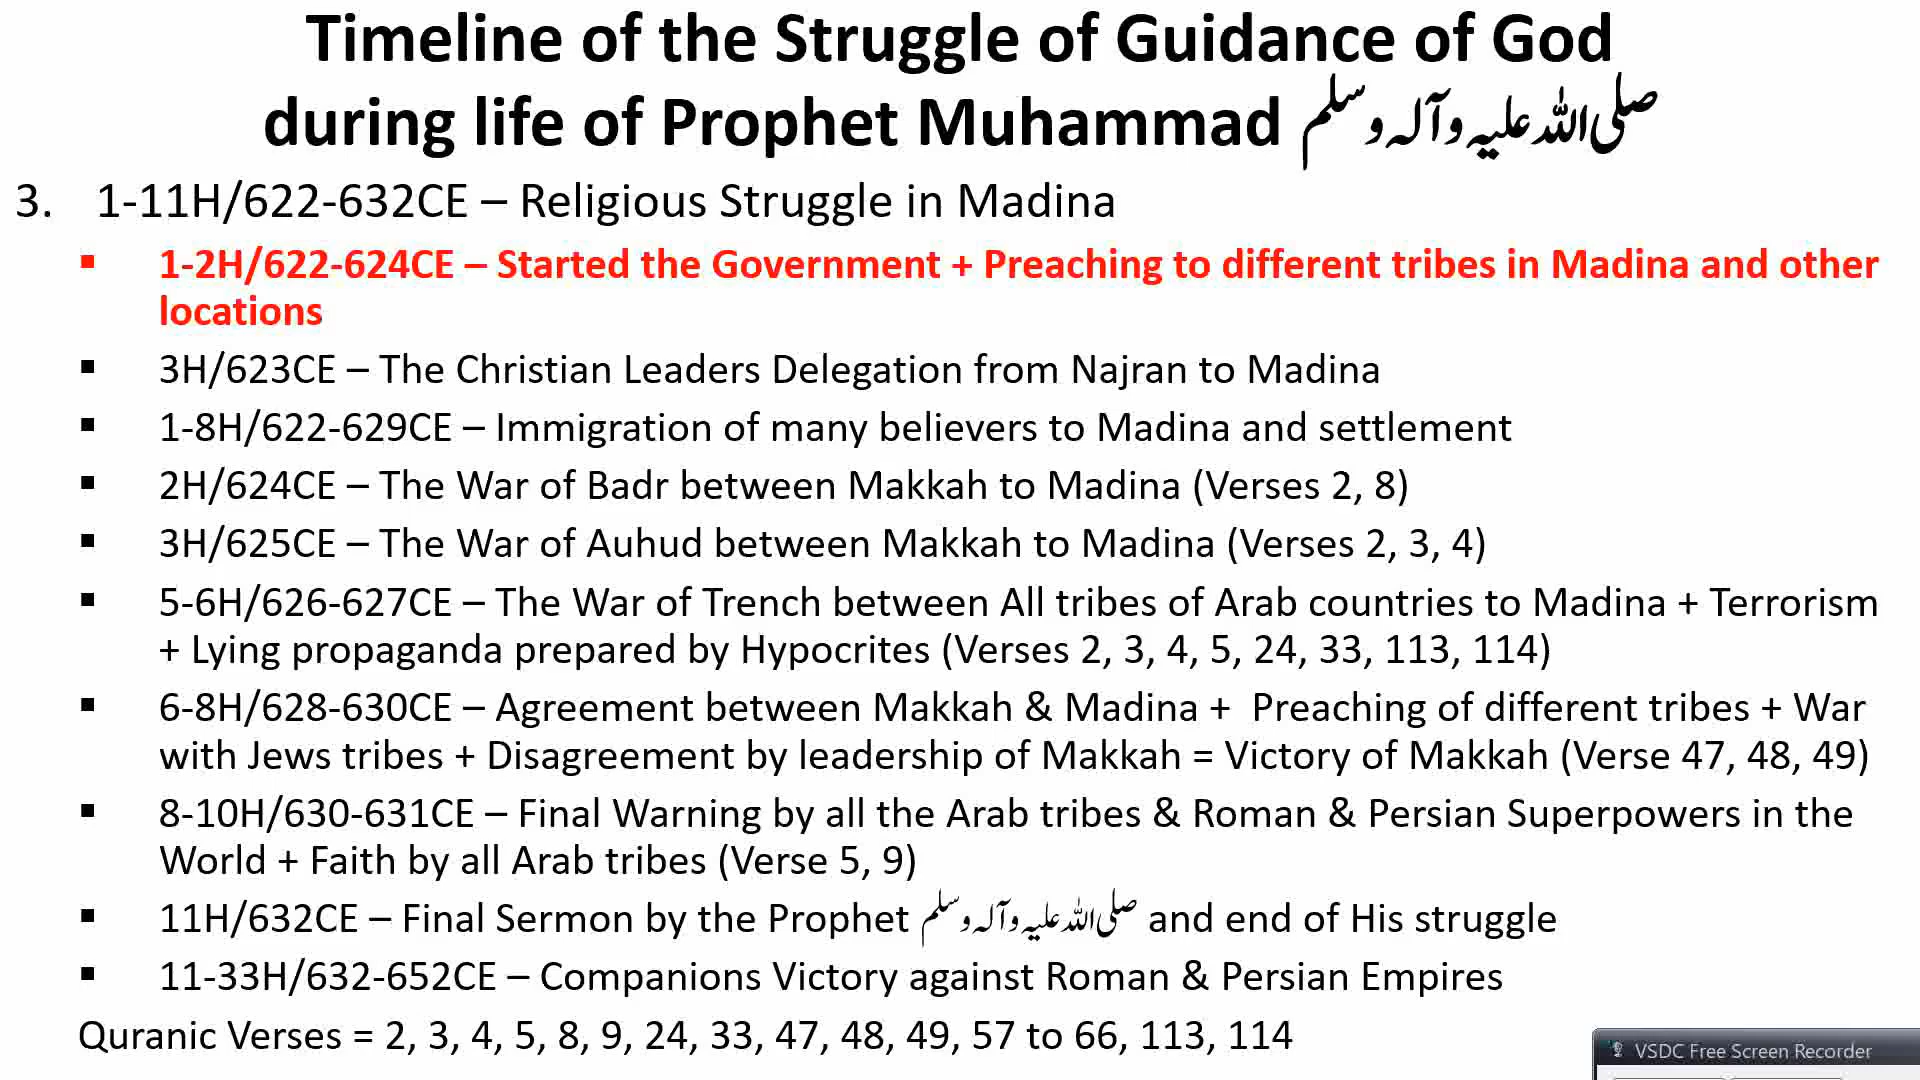 Timeline of the Struggle of Guidance of God
during life of Prophet Muhammad صلی اللہ علیہ وآلہ وسلم
3. 1-11H/622-632CE – Religious Struggle in Madina
▪ 1-2H/622-624CE – Started the Government + Preaching to different tribes in Madina and other
locations
▪ 3H/623CE – The Christian Leaders Delegation from Najran to Madina
▪ 1-8H/622-629CE – Immigration of many believers to Madina and settlement
▪ 2H/624CE – The War of Badr between Makkah to Madina (Verses 2, 8)
▪ 3H/625CE – The War of Auhud between Makkah to Madina (Verses 2, 3, 4)
▪ 5-6H/626-627CE – The War of Trench between All tribes of Arab countries to Madina + Terrorism
+ Lying propaganda prepared by Hypocrites (Verses 2, 3, 4, 5, 24, 33, 113, 114)
▪ 6-8H/628-630CE – Agreement between Makkah & Madina + Preaching of different tribes + War
with Jews tribes + Disagreement by leadership of Makkah = Victory of Makkah (Verse 47, 48, 49)
▪ 8-10H/630-631CE – Final Warning by all the Arab tribes & Roman & Persian Superpowers in the
World + Faith by all Arab tribes (Verse 5, 9)
▪ 11H/632CE – Final Sermon by the Prophet صلی اللہ علیہ وآلہ وسلم and end of His struggle
▪ 11-33H/632-652CE – Companions Victory against Roman & Persian Empires
Quranic Verses = 2, 3, 4, 5, 8, 9, 24, 33, 47, 48, 49, 57 to 66, 113, 114
VSDC Free Screen Recorder